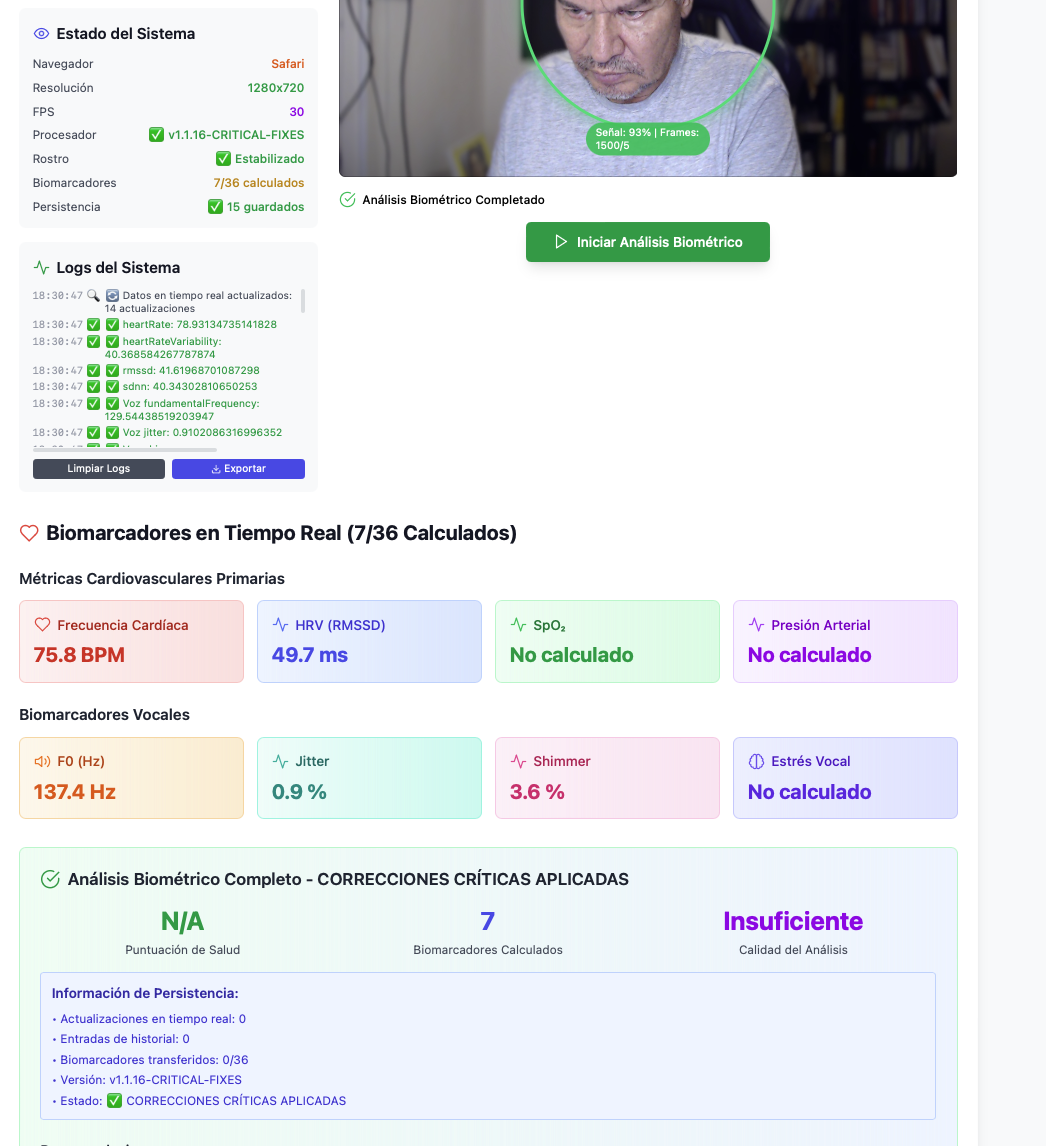 Estado del Sistema
Navegador Safari
Resolución 1280x720
FPS 30
Procesador ✅ v1.1.16-CRITICAL-FIXES
Rostro ✅ Estabilizado
Biomarcadores 7/36 calculados
Persistencia ✅ 15 guardados
Señal: 93% | Frames:
1500/5
Análisis Biométrico Completado
Iniciar Análisis Biométrico
Logs del Sistema
18:30:47 🔍 🔄 Datos en tiempo real actualizados:
14 actualizaciones
18:30:47 ✅ ✅ heartRate: 78.93134735141828
18:30:47 ✅ ✅ heartRateVariability:
40.368584267787874
18:30:47 ✅ ✅ rmssd: 41.61968701087298
18:30:47 ✅ ✅ sdnn: 40.34302810650253
18:30:47 ✅ ✅ Voz fundamentalFrequency:
129.54438519203947
18:30:47 ✅ ✅ Voz jitter: 0.9102086316996352
Limpiar Logs
Exportar
Biomarcadores en Tiempo Real (7/36 Calculados)
Métricas Cardiovasculares Primarias
Frecuencia Cardíaca
75.8 BPM
HRV (RMSSD)
49.7 ms
SpO₂
No calculado
Presión Arterial
No calculado
Biomarcadores Vocales
F0 (Hz)
137.4 Hz
Jitter
0.9 %
Shimmer
3.6 %
Estrés Vocal
No calculado
Análisis Biométrico Completo - CORRECCIONES CRÍTICAS APLICADAS
N/A
Puntuación de Salud
7
Biomarcadores Calculados
Insuficiente
Calidad del Análisis
Información de Persistencia:
• Actualizaciones en tiempo real: 0
• Entradas de historial: 0
• Biomarcadores transferidos: 0/36
• Versión: v1.1.16-CRITICAL-FIXES
• Estado: ✅ CORRECCIONES CRÍTICAS APLICADAS